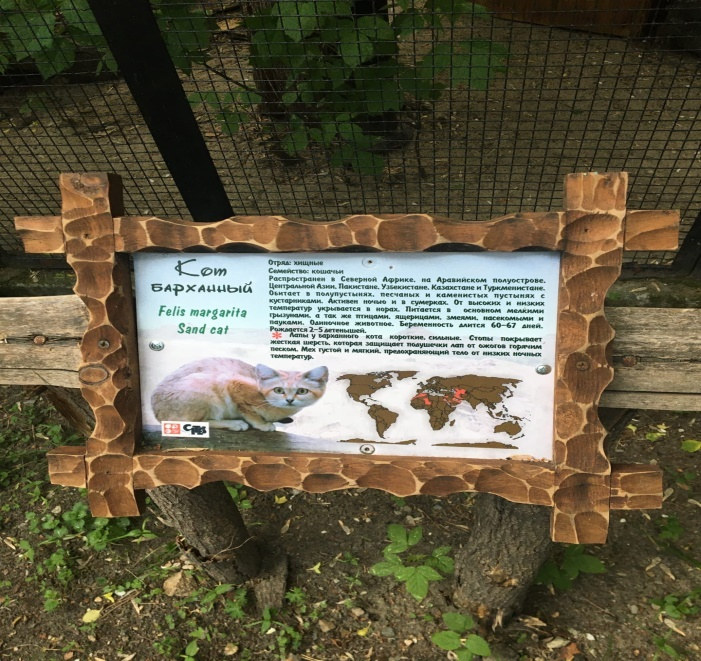 Кот
БАРХАННЫЙ
Felis margarita
Sand cat
Отряд: хищные
Семейство: кошачьи
Распространен в Северной Африке, на Аравийском полуострове,
Центральной Азии, Пакистане, Узбекистане, Казахстане и Туркменистане.
Обитает в полупустынях, песчаных и каменистых пустынях с
кустарниками. Активен ночью и в сумерках. От высоких и низких
температур укрывается в норах. Питается в основном мелкими
грызунами, а так же птицами, ящерицами, змеями, насекомыми и
пауками. Одиночное животное. Беременность длится 60–67 дней.
Рождается 2–5 детенышей.
Лапы у барханного кота короткие, сильные. Стопы покрывает
жесткая шерсть, которая защищает подушечки лап от ожогов горячим
песком. Мех густой и мягкий, предохраняющий тело от низких ночных
температур.